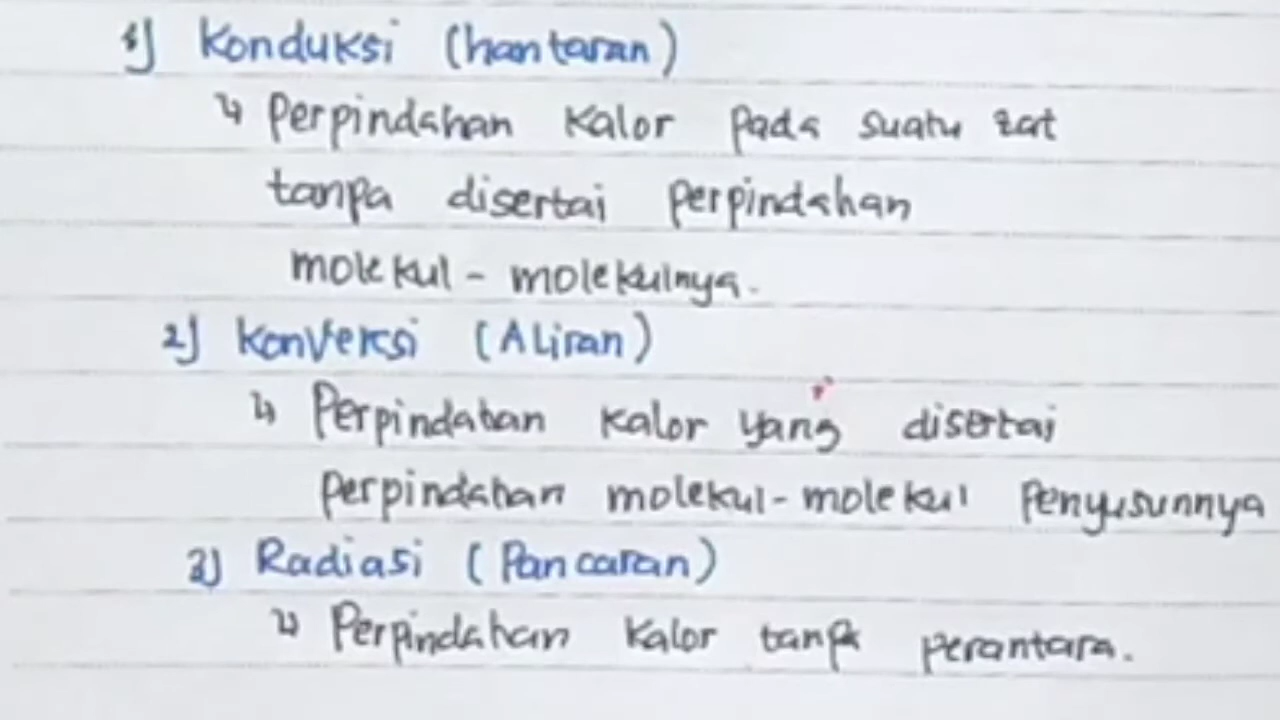 1) Konduksi (hantaran)
↳ Perpindahan kalor pada suatu zat
tanpa disertai perpindahan
molekul - molekulnya.
2) Konversi (Aliran)
↳ Perpindahan kalor yang disertai
perpindahan molekul-molekul Penyusunnya
3) Radiasi (Pancaran)
↳ Perpindahan kalor tanpa perantara.